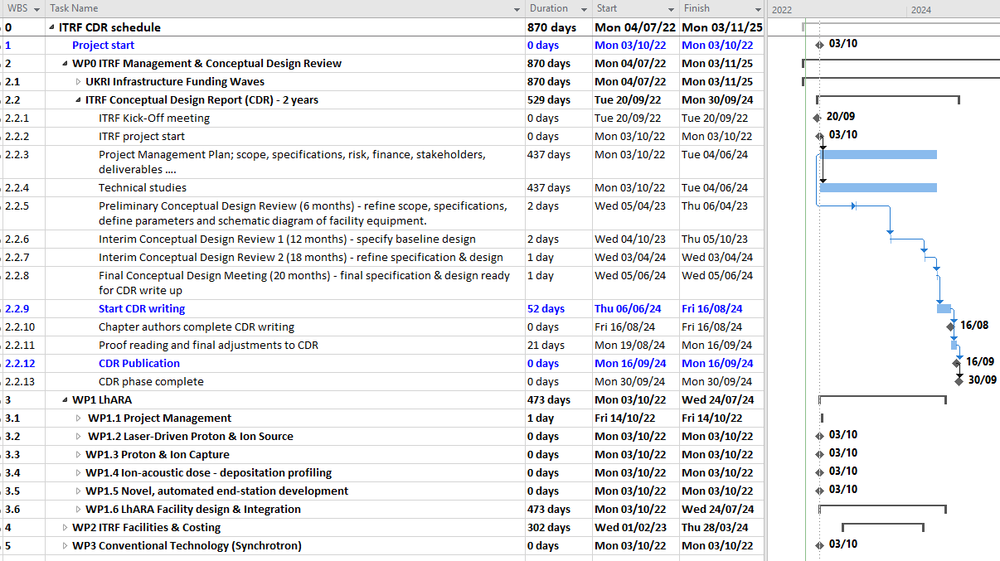 WBS Task Name Duration Start Finish 2022 2024
0 ITRF CDR schedule 870 days Mon 04/07/22 Mon 03/11/25
1 Project start 0 days Mon 03/10/22 Mon 03/10/22 03/10
2 WP0 ITRF Management & Conceptual Design Review 870 days Mon 04/07/22 Mon 03/11/25
2.1 UKRI Infrastructure Funding Waves 870 days Mon 04/07/22 Mon 03/11/25
2.2 ITRF Conceptual Design Report (CDR) - 2 years 529 days Tue 20/09/22 Mon 30/09/24
2.2.1 ITRF Kick-Off meeting 0 days Tue 20/09/22 Tue 20/09/22 20/09
2.2.2 ITRF project start 0 days Mon 03/10/22 Mon 03/10/22 03/10
2.2.3 Project Management Plan; scope, specifications, risk, finance, stakeholders, 437 days Mon 03/10/22 Tue 04/06/24
deliverables ....
2.2.4 Technical studies 437 days Mon 03/10/22 Tue 04/06/24
2.2.5 Preliminary Conceptual Design Review (6 months) - refine scope, specifications, 2 days Wed 05/04/23 Thu 06/04/23
define parameters and schematic diagram of facility equipment.
2.2.6 Interim Conceptual Design Review 1 (12 months) - specify baseline design 2 days Wed 04/10/23 Thu 05/10/23
2.2.7 Interim Conceptual Design Review 2 (18 months) - refine specification & design 1 day Wed 03/04/24 Wed 03/04/24
2.2.8 Final Conceptual Design Meeting (20 months) - final specification & design ready 1 day Wed 05/06/24 Wed 05/06/24
for CDR write up
2.2.9 Start CDR writing 52 days Thu 06/06/24 Fri 16/08/24
2.2.10 Chapter authors complete CDR writing 0 days Fri 16/08/24 Fri 16/08/24 16/08
2.2.11 Proof reading and final adjustments to CDR 21 days Mon 19/08/24 Mon 16/09/24
2.2.12 CDR Publication 0 days Mon 16/09/24 Mon 16/09/24 16/09
2.2.13 CDR phase complete 0 days Mon 30/09/24 Mon 30/09/24 30/09
3 WP1 LhARA 473 days Mon 03/10/22 Wed 24/07/24
3.1 WP1.1 Project Management 1 day Fri 14/10/22 Fri 14/10/22
3.2 WP1.2 Laser-Driven Proton & Ion Source 0 days Mon 03/10/22 Mon 03/10/22 03/10
3.3 WP1.3 Proton & Ion Capture 0 days Mon 03/10/22 Mon 03/10/22 03/10
3.4 WP1.4 Ion-acoustic dose - depositation profiling 0 days Mon 03/10/22 Mon 03/10/22 03/10
3.5 WP1.5 Novel, automated end-station development 0 days Mon 03/10/22 Mon 03/10/22 03/10
3.6 WP1.6 LhARA Facility design & Integration 473 days Mon 03/10/22 Wed 24/07/24
4 WP2 ITRF Facilities & Costing 302 days Wed 01/02/23 Thu 28/03/24
5 WP3 Conventional Technology (Synchrotron) 0 days Mon 03/10/22 Mon 03/10/22 03/10